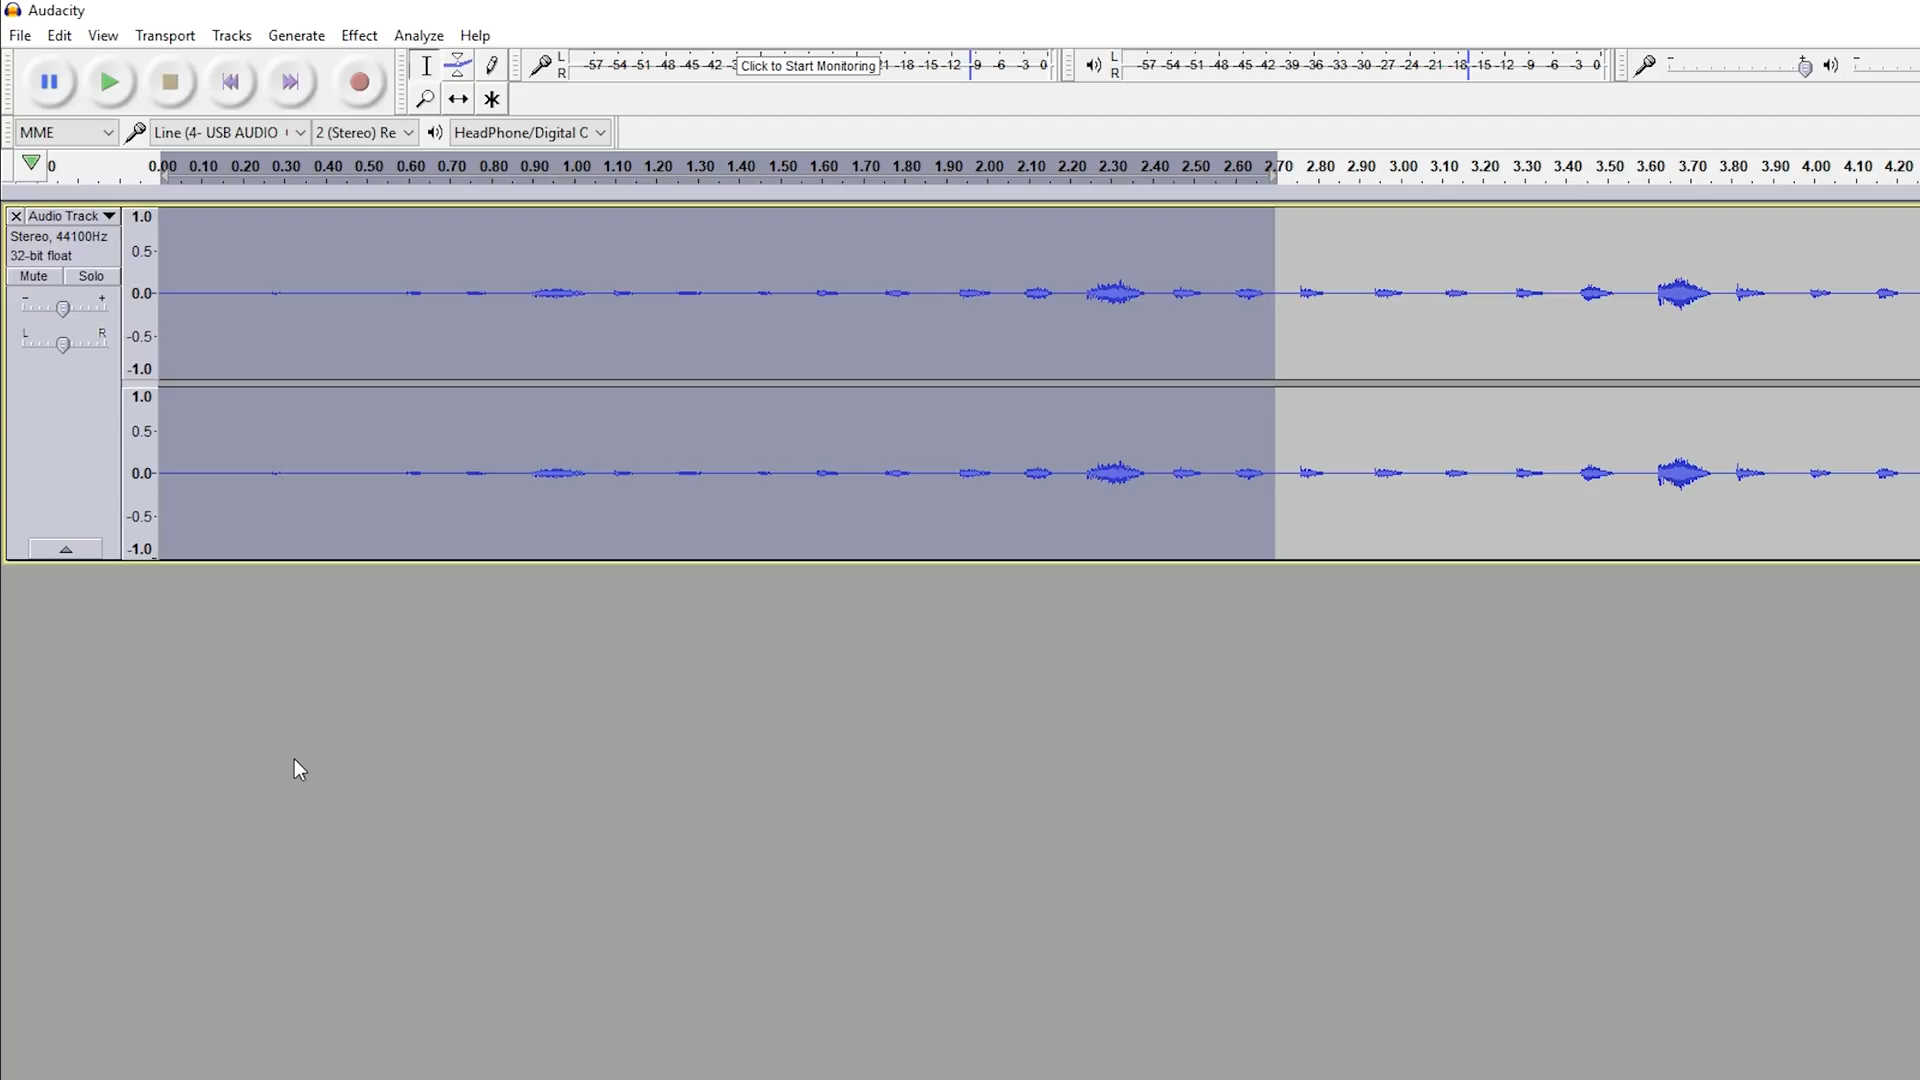 Audacity
File Edit View Transport Tracks Generate Effect Analyze Help
L -57 -54 -51 -48 -45 -42 Click to Start Monitoring -18 -15 -12 -9 -6 -3 0
R
L -57 -54 -51 -48 -45 -42 -39 -36 -33 -30 -27 -24 -21 -18 -15 -12 -9 -6 -3 0
R
- +
-
MME Line (4- USB AUDIO 2 (Stereo) Re HeadPhone/Digital C
0 0.00 0.10 0.20 0.30 0.40 0.50 0.60 0.70 0.80 0.90 1.00 1.10 1.20 1.30 1.40 1.50 1.60 1.70 1.80 1.90 2.00 2.10 2.20 2.30 2.40 2.50 2.60 2.70 2.80 2.90 3.00 3.10 3.20 3.30 3.40 3.50 3.60 3.70 3.80 3.90 4.00 4.10 4.20
Audio Track 1.0
Stereo, 44100Hz
32-bit float
0.5
Mute Solo
0.0
- +
L R
-0.5
-1.0
1.0
0.5
0.0
-0.5
-1.0